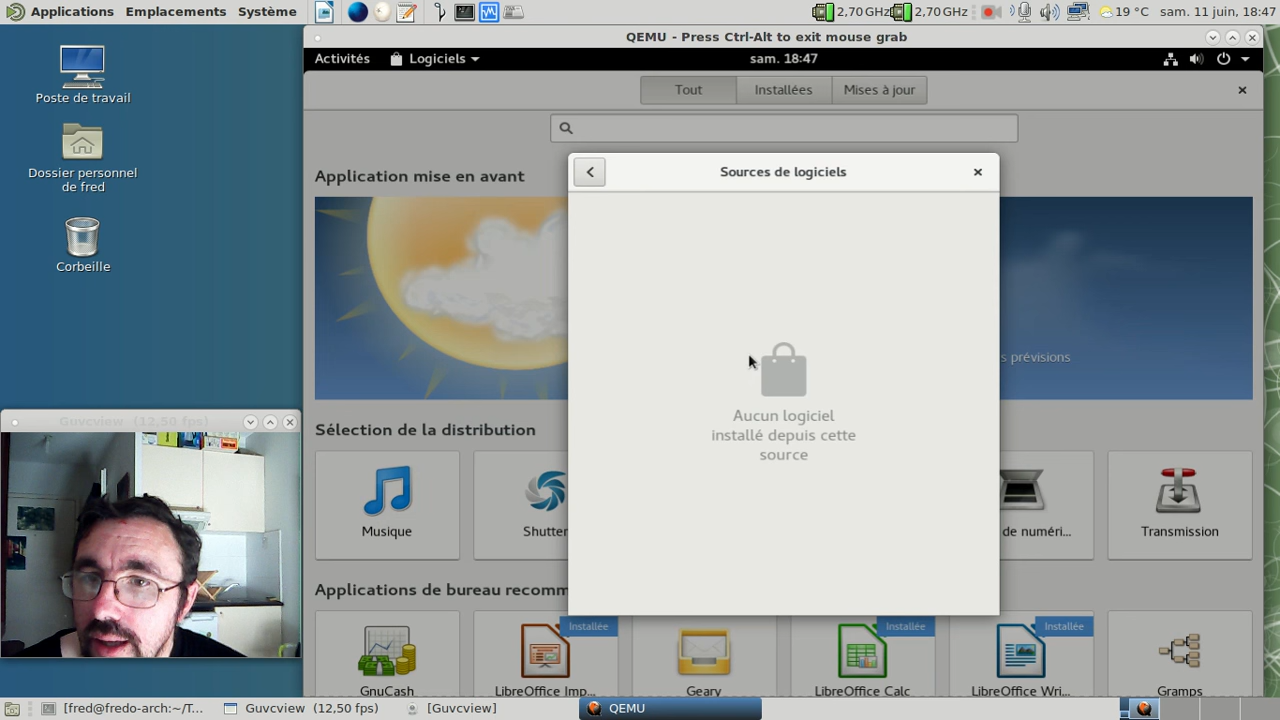 Applications Emplacements Système
2,70 GHz 2,70 GHz 19 °C sam. 11 juin, 18:47
Poste de travail
Dossier personnel
de fred
Corbeille
QEMU - Press Ctrl-Alt to exit mouse grab
Activités Logiciels sam. 18:47
Tout Installées Mises à jour
Application mise en avant
Sources de logiciels
s prévisions
Aucun logiciel
installé depuis cette
source
Sélection de la distribution
Musique Shutter de numéri... Transmission
Applications de bureau recomm
Installée Installée Installée
GnuCash LibreOffice Imp... Geary LibreOffice Calc LibreOffice Wri... Gramps
Guvcview (12,50 fps)
[fred@fredo-arch:~/T... Guvcview (12,50 fps) [Guvcview] QEMU